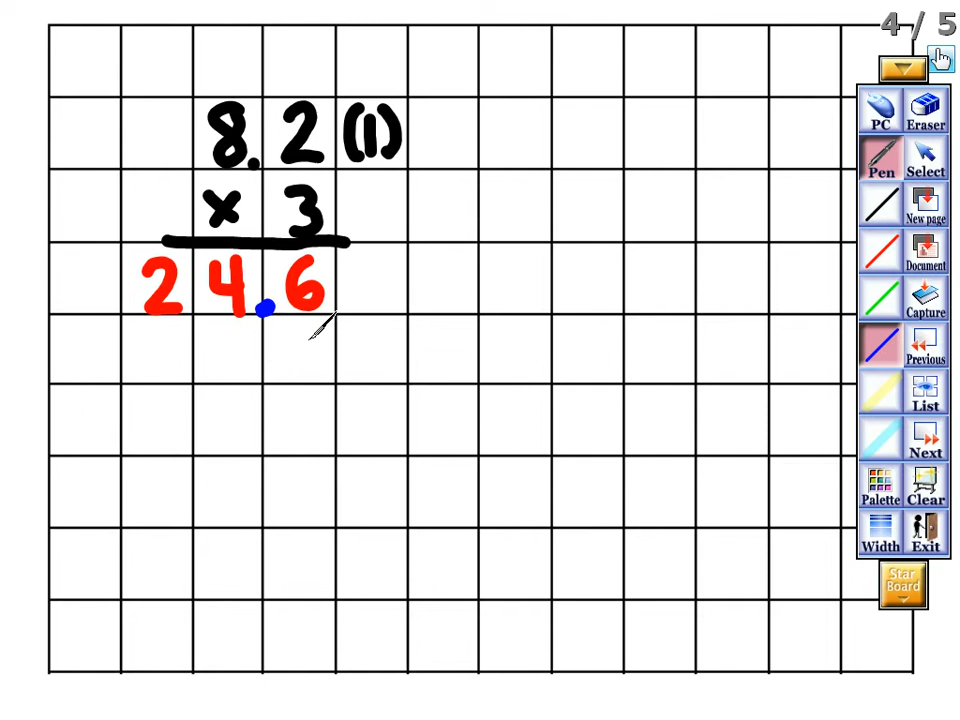 4 / 5
8.2 (1)
x 3
24.6
PC Eraser
Pen Select
New page
Document
Capture
Previous
List
Next
Palette Clear
Width Exit
Star
Board